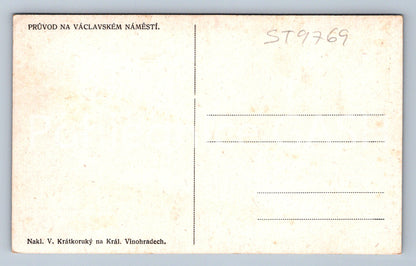 PRŮVOD NA VÁCLAVSKÉM NÁMĚSTÍ.
ST9769
Nakl. V. Krátkoruký na Král. Vinohradech.